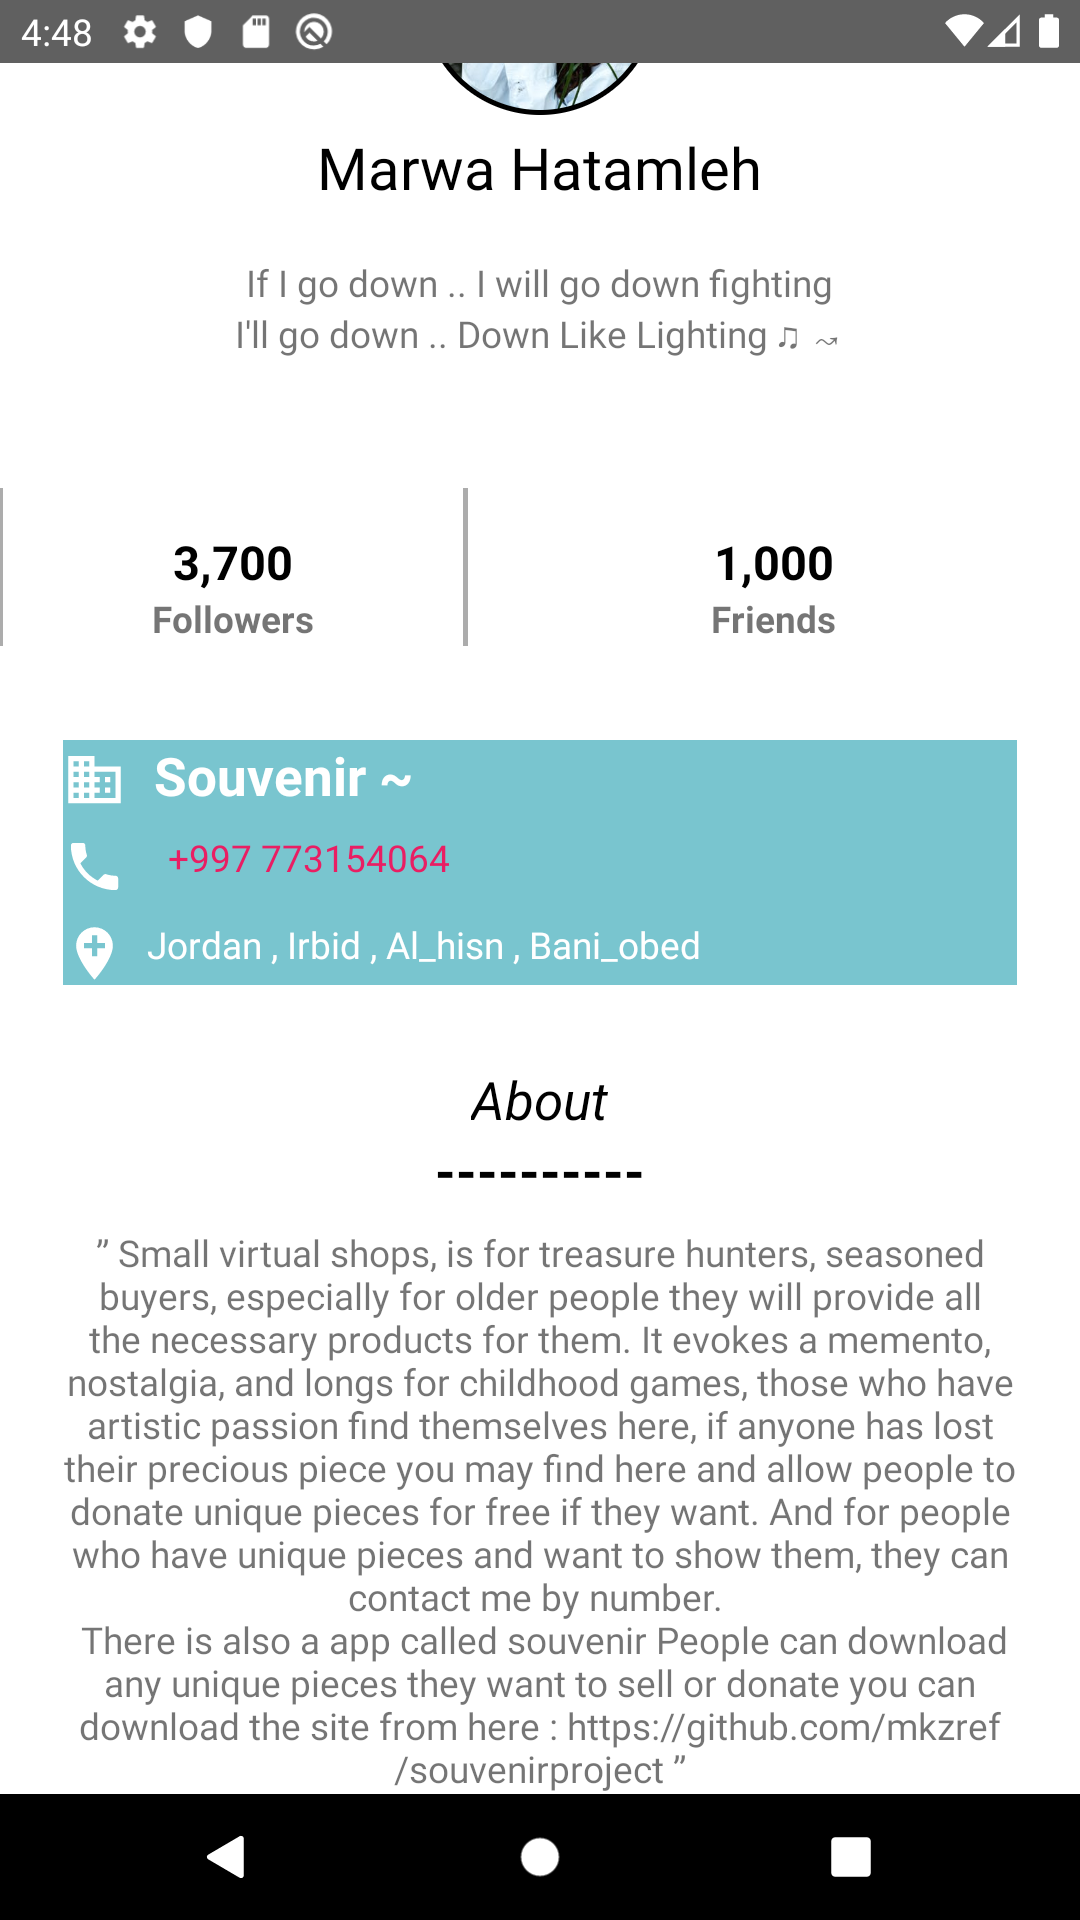 4:48
Marwa Hatamleh
If I go down .. I will go down fighting
I'll go down .. Down Like Lighting ♫ ⤳
3,700
Followers
1,000
Friends
Souvenir ~
+997 773154064
Jordan , Irbid , Al_hisn , Bani_obed
About
----------
” Small virtual shops, is for treasure hunters, seasoned
buyers, especially for older people they will provide all
the necessary products for them. It evokes a memento,
nostalgia, and longs for childhood games, those who have
artistic passion find themselves here, if anyone has lost
their precious piece you may find here and allow people to
donate unique pieces for free if they want. And for people
who have unique pieces and want to show them, they can
contact me by number.
There is also a app called souvenir People can download
any unique pieces they want to sell or donate you can
download the site from here : https://github.com/mkzref
/souvenirproject ”